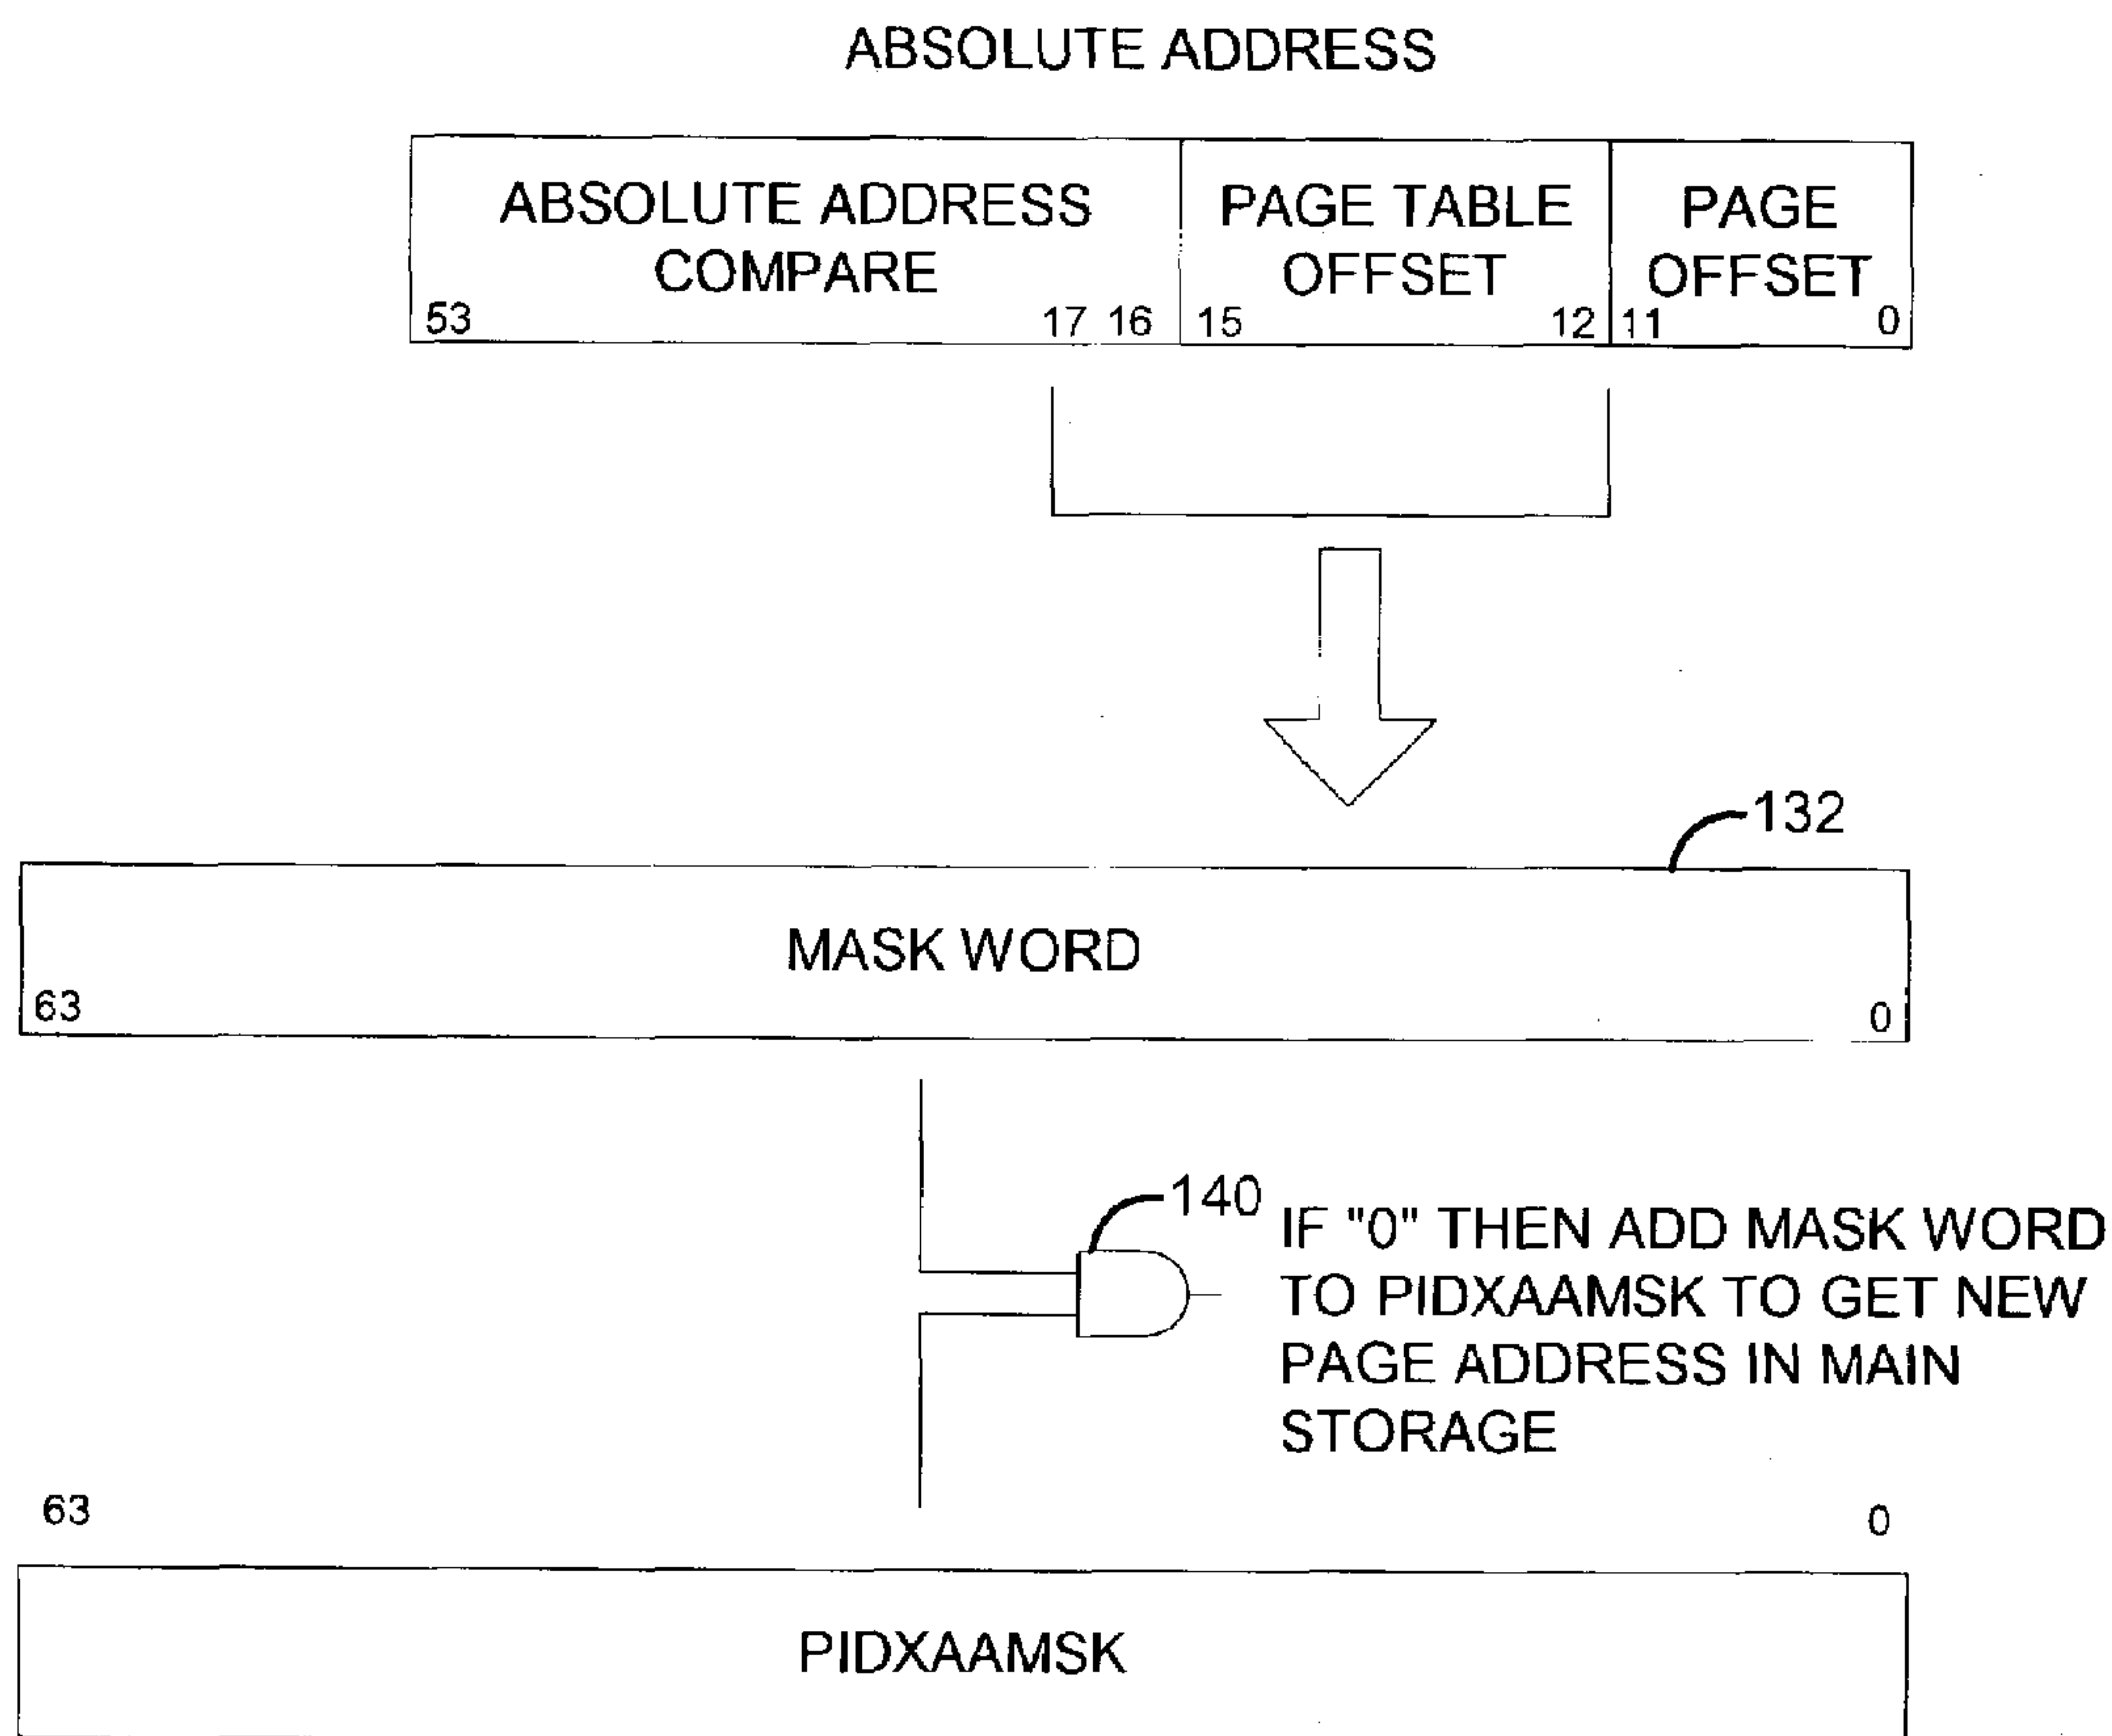 ABSOLUTE ADDRESS
ABSOLUTE ADDRESS
COMPARE
53 17 16
PAGE TABLE
OFFSET
15 12
PAGE
OFFSET
11 0
132
MASK WORD
63 0
140
IF "0" THEN ADD MASK WORD
TO PIDXAAMSK TO GET NEW
PAGE ADDRESS IN MAIN
STORAGE
63 0
PIDXAAMSK